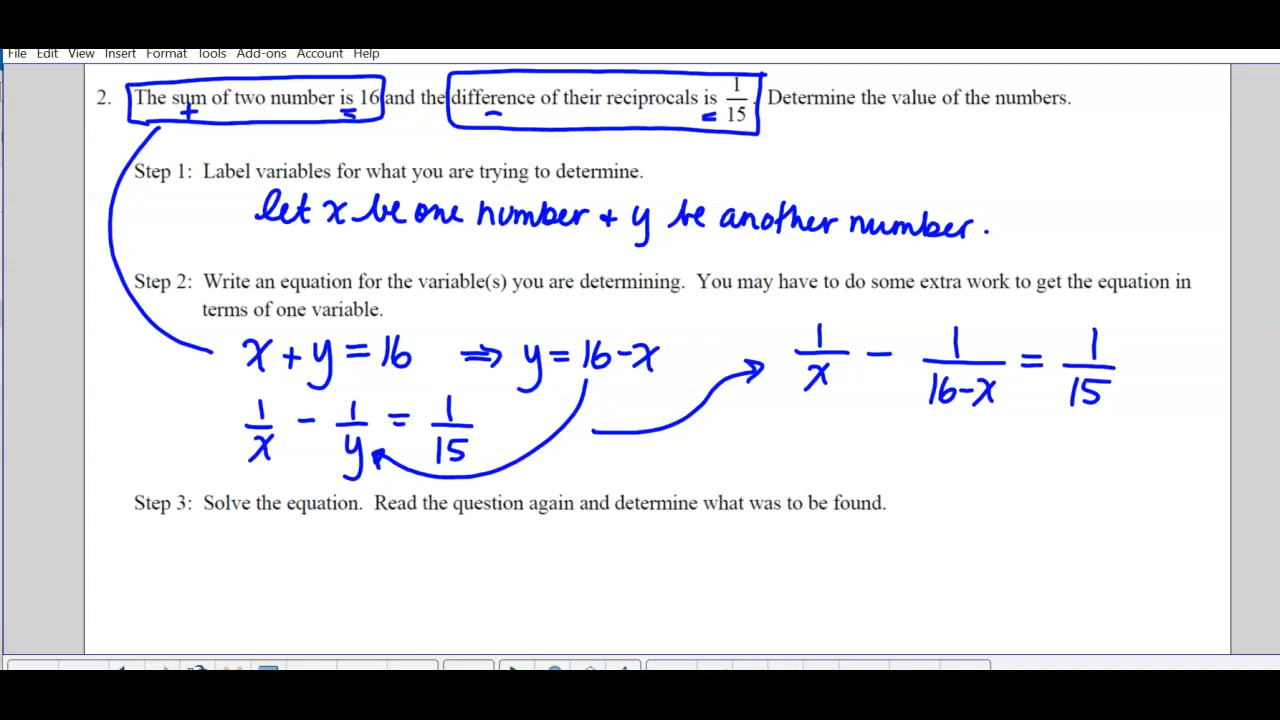 File Edit View Insert Format Tools Add-ons Account Help
2. The sum of two number is 16 and the difference of their reciprocals is 1/15. Determine the value of the numbers.
+ = - =
Step 1: Label variables for what you are trying to determine.
let x be one number + y be another number.
Step 2: Write an equation for the variable(s) you are determining. You may have to do some extra work to get the equation in
terms of one variable.
x + y = 16 ⇒ y = 16 - x
1/x - 1/(16-x) = 1/15
1/x - 1/y = 1/15
Step 3: Solve the equation. Read the question again and determine what was to be found.